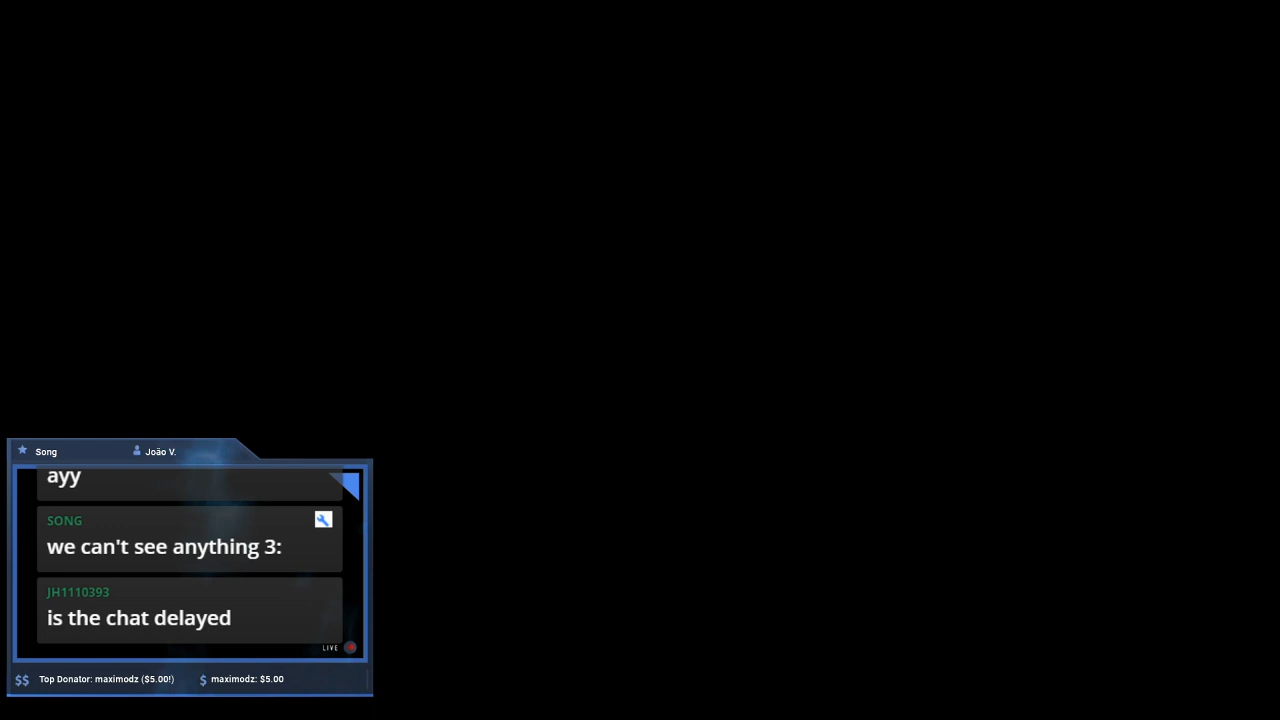 Song
João V.
ayy
SONG
we can't see anything 3:
JH1110393
is the chat delayed
LIVE
$$ Top Donator: maximodz ($5.00!)
$ maximodz: $5.00